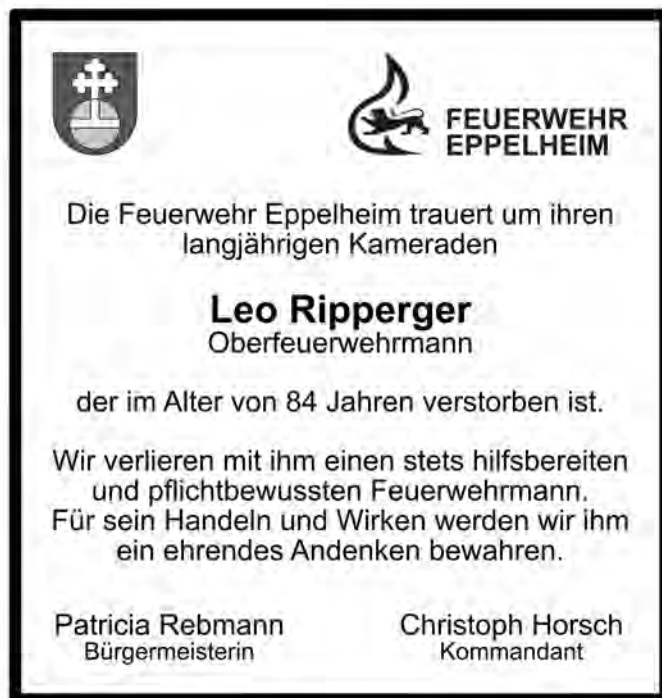 FEUERWEHR
EPPELHEIM
Die Feuerwehr Eppelheim trauert um ihren
langjährigen Kameraden
Leo Ripperger
Oberfeuerwehrmann
der im Alter von 84 Jahren verstorben ist.
Wir verlieren mit ihm einen stets hilfsbereiten
und pflichtbewussten Feuerwehrmann.
Für sein Handeln und Wirken werden wir ihm
ein ehrendes Andenken bewahren.
Patricia Rebmann
Bürgermeisterin
Christoph Horsch
Kommandant